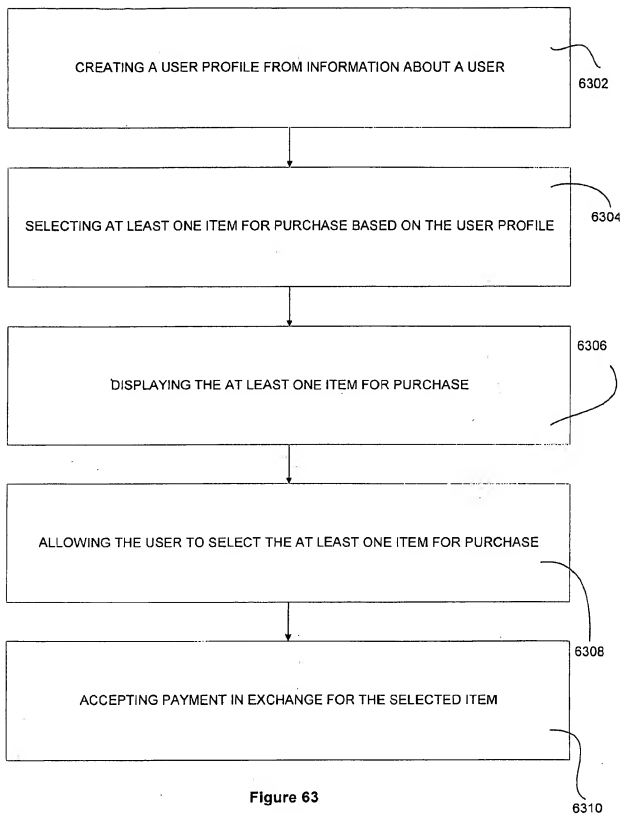 CREATING A USER PROFILE FROM INFORMATION ABOUT A USER
6302
SELECTING AT LEAST ONE ITEM FOR PURCHASE BASED ON THE USER PROFILE
6304
6306
DISPLAYING THE AT LEAST ONE ITEM FOR PURCHASE
ALLOWING THE USER TO SELECT THE AT LEAST ONE ITEM FOR PURCHASE
6308
ACCEPTING PAYMENT IN EXCHANGE FOR THE SELECTED ITEM
Figure 63
6310